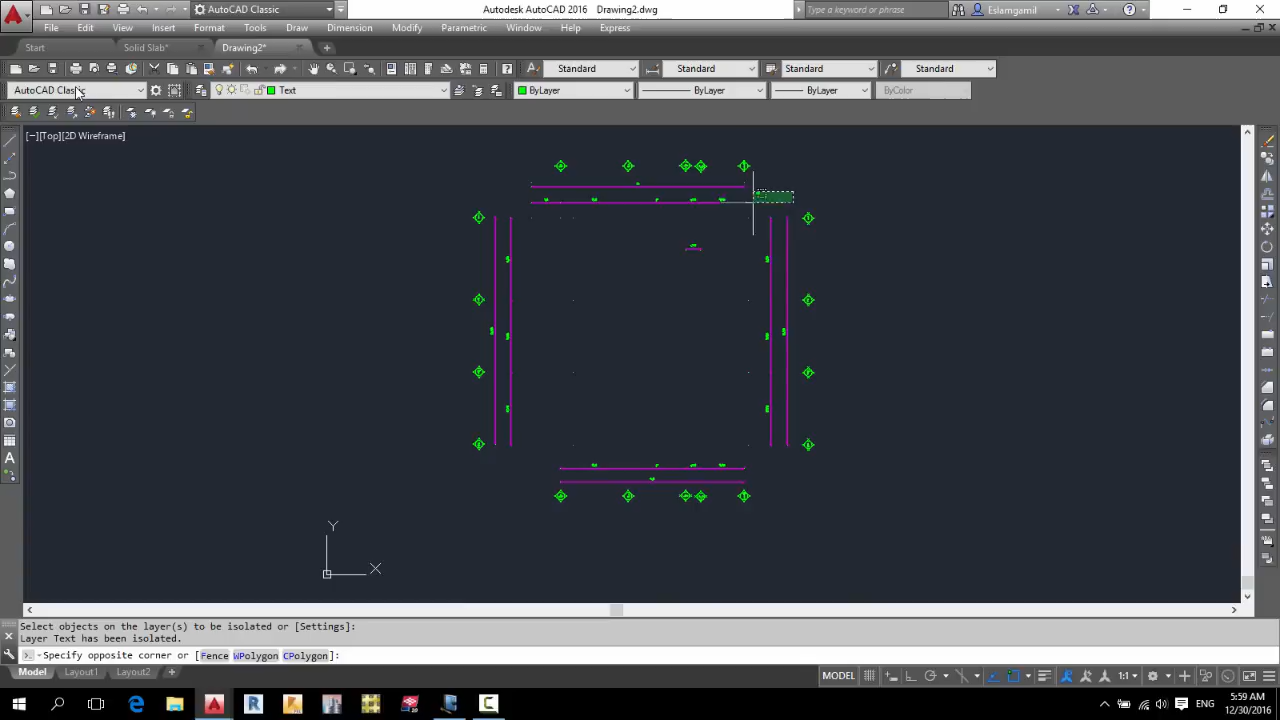 AutoCAD Classic
Autodesk AutoCAD 2016 Drawing2.dwg
Type a keyword or phrase
Eslamgamil
File Edit View Insert Format Tools Draw Dimension Modify Parametric Window Help Express
Start Solid Slab* Drawing2*
Standard Standard Standard Standard
AutoCAD Classic Text ByLayer ByLayer ByLayer ByColor
[−][Top][2D Wireframe]
Y
X
Select objects on the layer(s) to be isolated or [Settings]:
Layer Text has been isolated.
Specify opposite corner or [Fence WPolygon CPolygon]:
Model Layout1 Layout2
MODEL 1:1
ENG
5:59 AM
12/30/2016